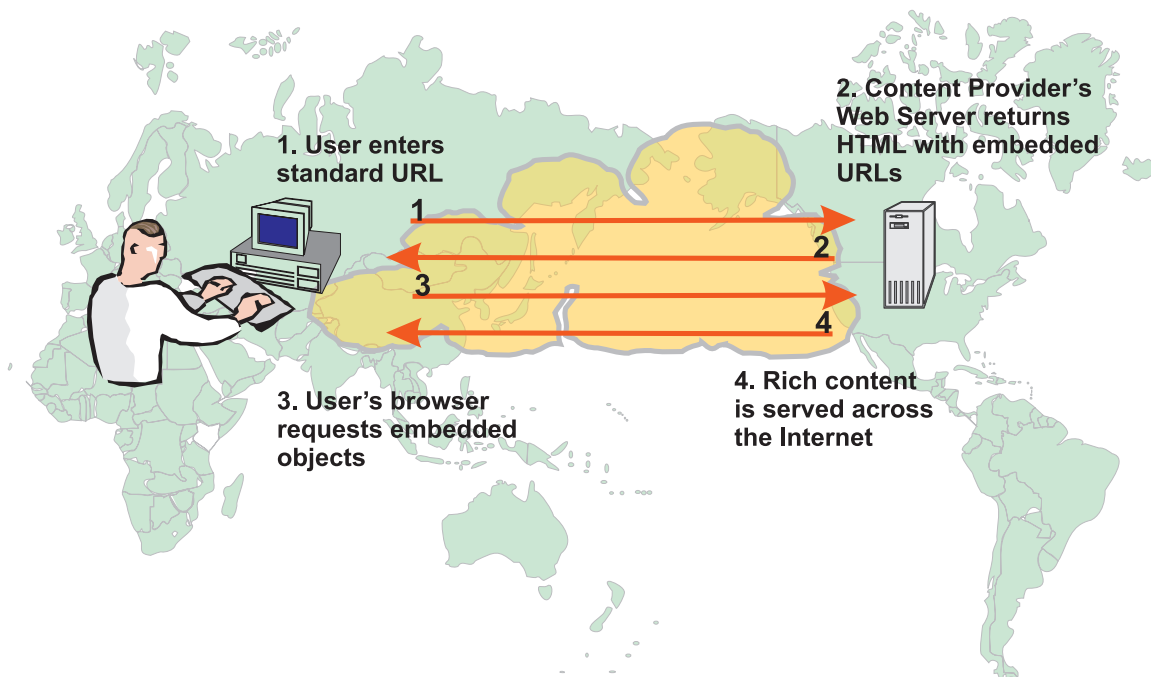 1. User enters
standard URL
2. Content Provider’s
Web Server returns
HTML with embedded
URLs
1
2
3
4
3. User’s browser
requests embedded
objects
4. Rich content
is served across
the Internet